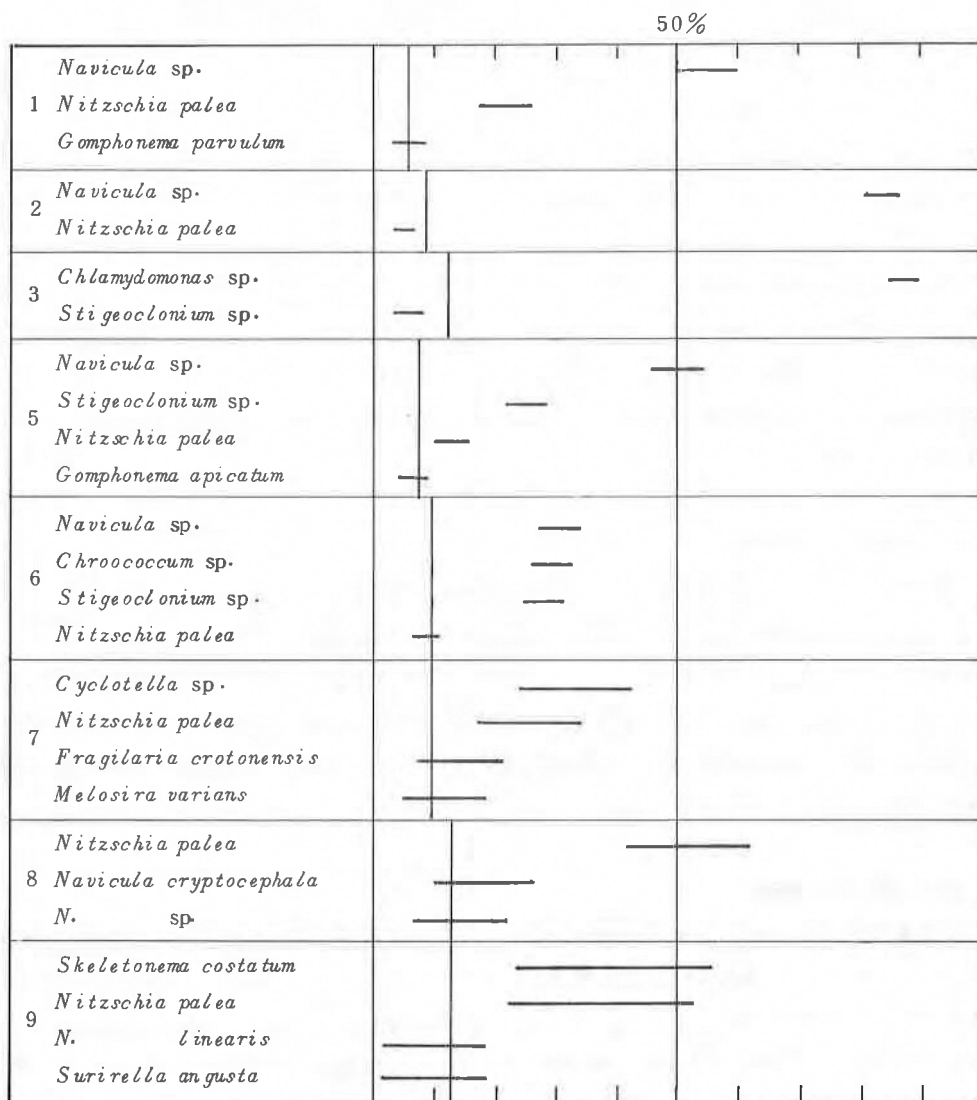 50%
Navicula sp.
1 Nitzschia palea
Gomphonema parvulum
Navicula sp.
2 Nitzschia palea
Chlamydomonas sp.
3 Stigeoclonium sp.
Navicula sp.
Stigeoclonium sp.
5 Nitzschia palea
Gomphonema apicatum
Navicula sp.
Chroococcum sp.
6 Stigeoclonium sp.
Nitzschia palea
Cyclotella sp.
Nitzschia palea
7 Fragilaria crotonensis
Melosira varians
Nitzschia palea
8 Navicula cryptocephala
N. sp.
Skeletonema costatum
Nitzschia palea
9 N. linearis
Surirella angusta